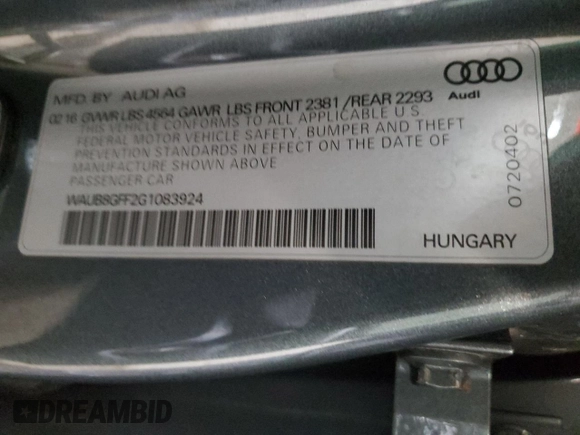 MFD. BY AUDI AG
02 16 GVWR LBS 4564 GAWR LBS FRONT 2381 / REAR 2293
THIS VEHICLE CONFORMS TO ALL APPLICABLE U.S.
FEDERAL MOTOR VEHICLE SAFETY, BUMPER AND THEFT
PREVENTION STANDARDS IN EFFECT ON THE DATE OF
MANUFACTURE SHOWN ABOVE
PASSENGER CAR
WAUB8GFF2G1083924
Audi
0720402
HUNGARY
DREAMBID